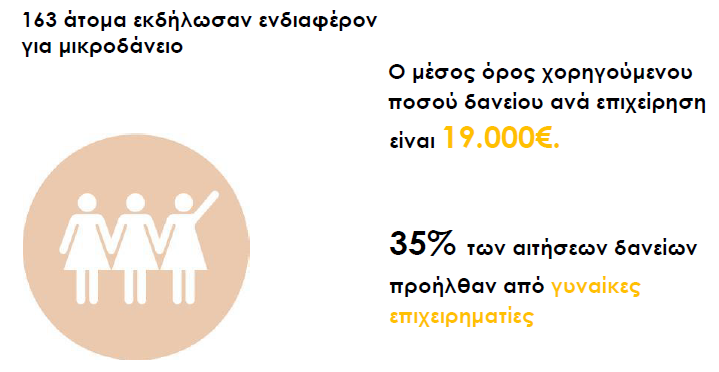 163 άτομα εκδήλωσαν ενδιαφέρον
για μικροδάνειο
Ο μέσος όρος χορηγούμενου
ποσού δανείου ανά επιχείρηση
είναι 19.000€.
35% των αιτήσεων δανείων
προήλθαν από γυναίκες
επιχειρηματίες